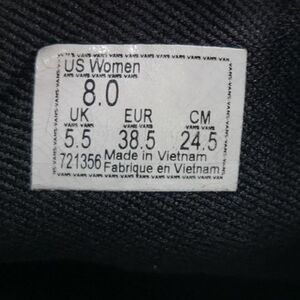 US Women
8.0
UK EUR CM
5.5 38.5 24.5
721356 Made in Vietnam
Fabrique en Vietnam